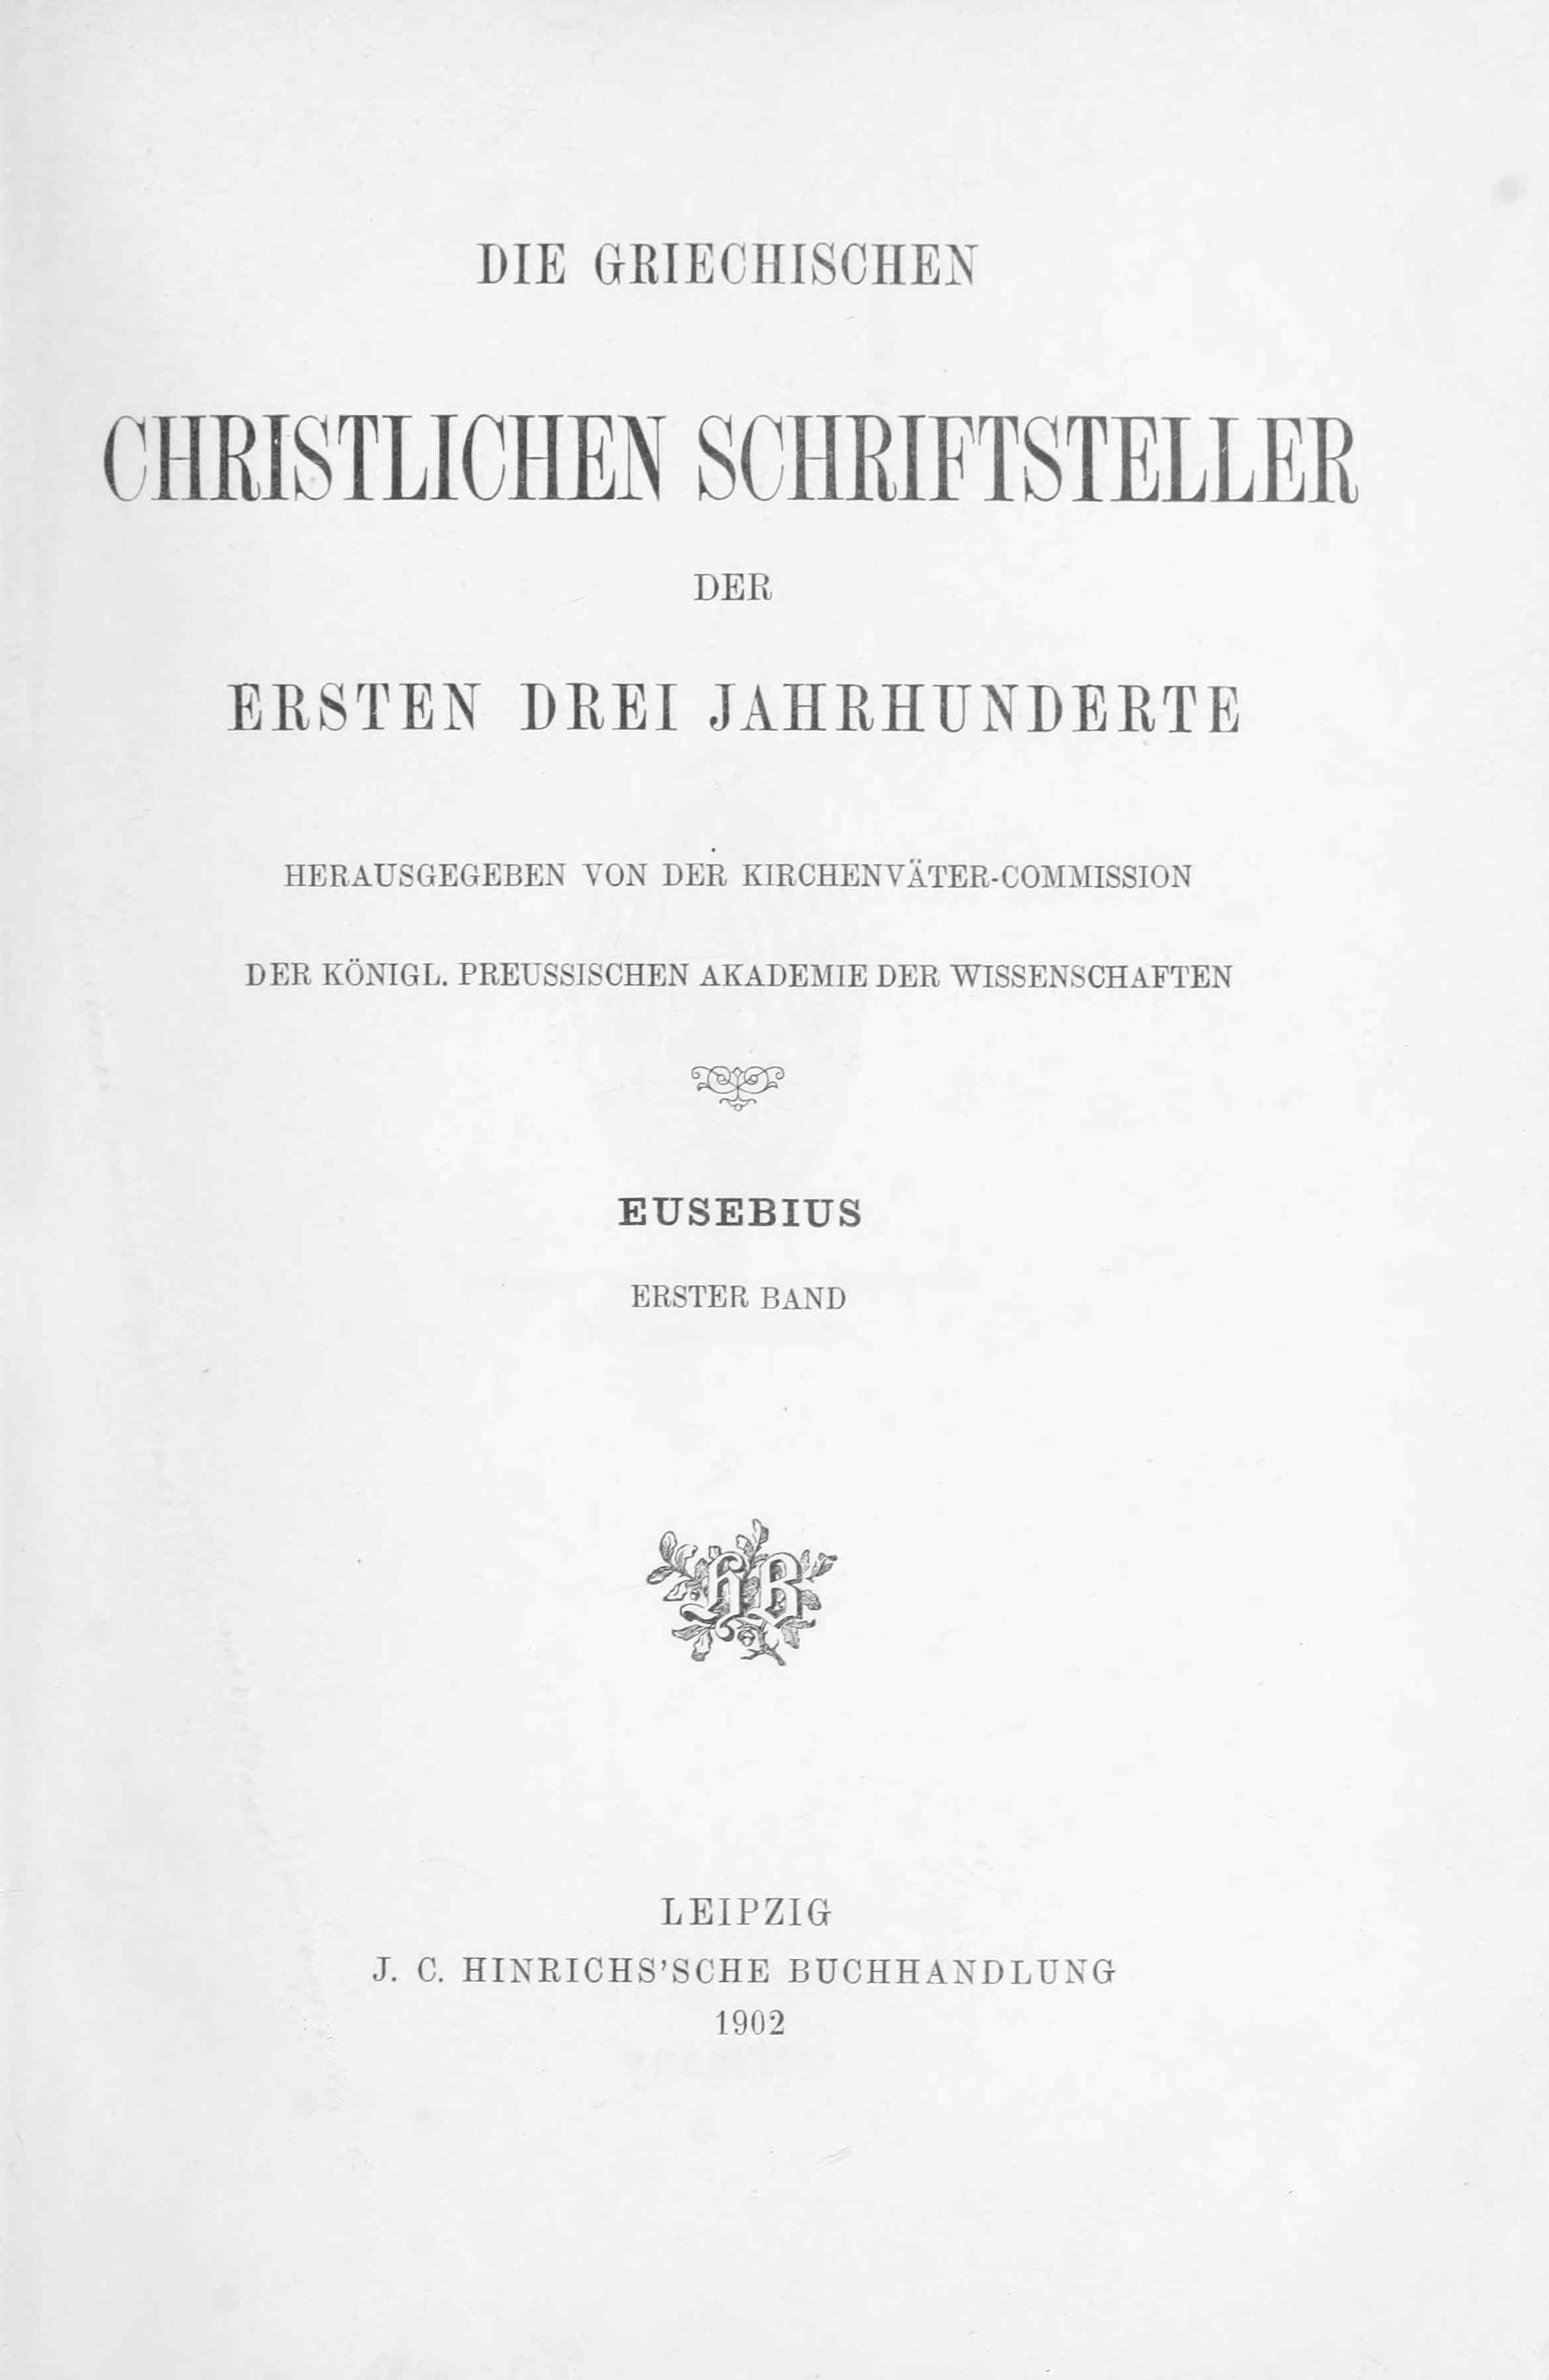 DIE GRIECHISCHEN
CHRISTLICHEN SCHRIFTSTELLER
DER
ERSTEN DREI JAHRHUNDERTE
HERAUSGEGEBEN VON DER KIRCHENVÄTER-COMMISSION
DER KÖNIGL. PREUSSISCHEN AKADEMIE DER WISSENSCHAFTEN
EUSEBIUS
ERSTER BAND
HB
LEIPZIG
J. C. HINRICHS'SCHE BUCHHANDLUNG
1902